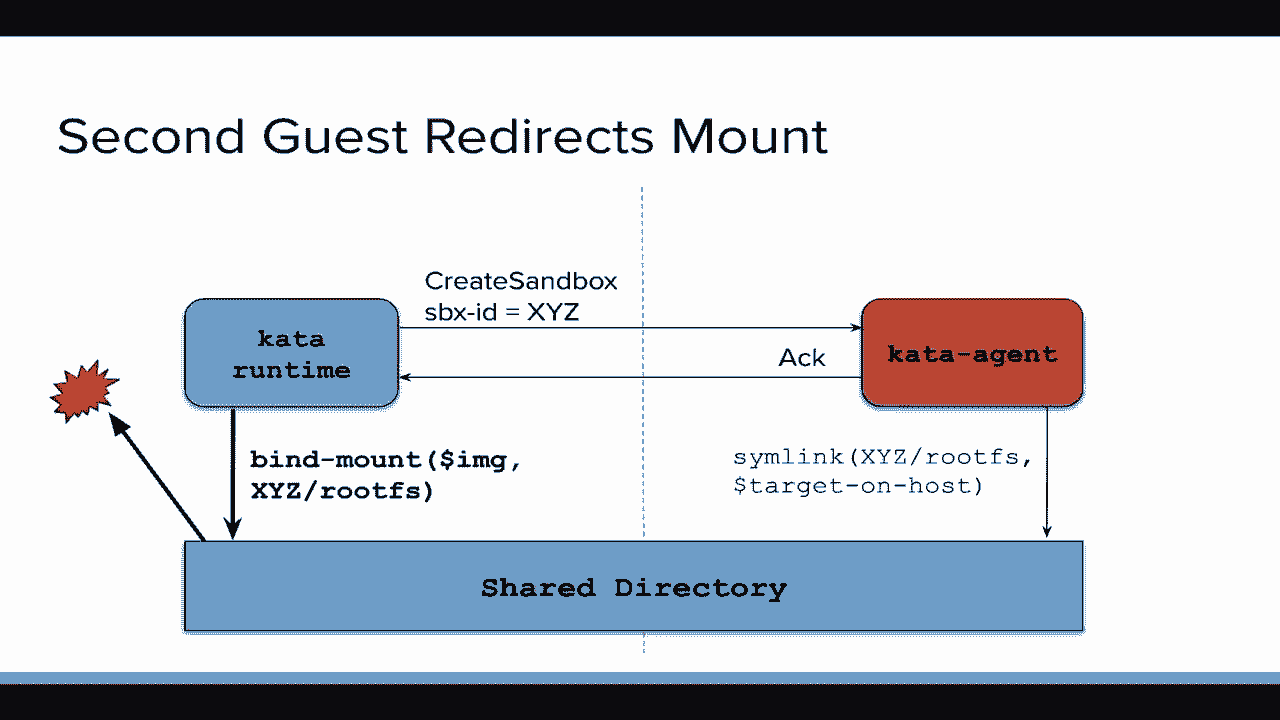 Second Guest Redirects Mount
CreateSandbox
sbx-id = XYZ
kata
runtime
Ack
kata-agent
bind-mount($img,
XYZ/rootfs)
symlink(XYZ/rootfs,
$target-on-host)
Shared Directory